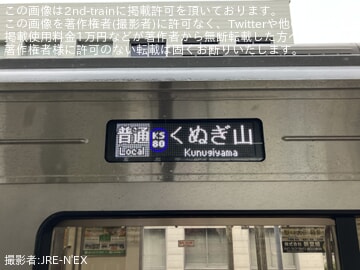 この画像は2nd-trainに掲載許可を頂いております。
この画像を著作権者(撮影者)に許可なく、Twitterや他
掲載使用料金1万円などが著作者から無断転載した方へ
著作権者様に許可のない転載は固くお断りいたします。
普通 KS80 くぬぎ山
Local Kunugiyama
撮影者:JRE-N'EX